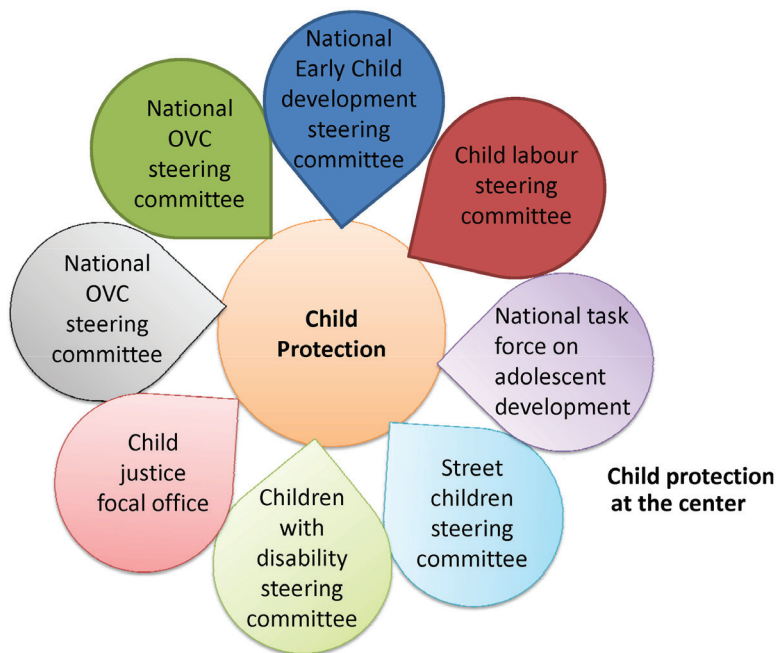 National
Early Child
development
steering
committee
National
OVC
steering
committee
Child labour
steering
committee
National
OVC
steering
committee
Child
Protection
National task
force on
adolescent
development
Child
justice
focal office
Children
with
disability
steering
committee
Street
children
steering
committee
Child protection
at the center